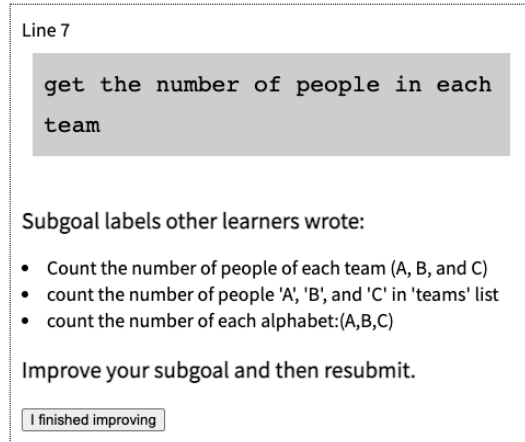 Line 7
get the number of people in each
team
Subgoal labels other learners wrote:
• Count the number of people of each team (A, B, and C)
• count the number of people 'A', 'B', and 'C' in 'teams' list
• count the number of each alphabet:(A,B,C)
Improve your subgoal and then resubmit.
I finished improving